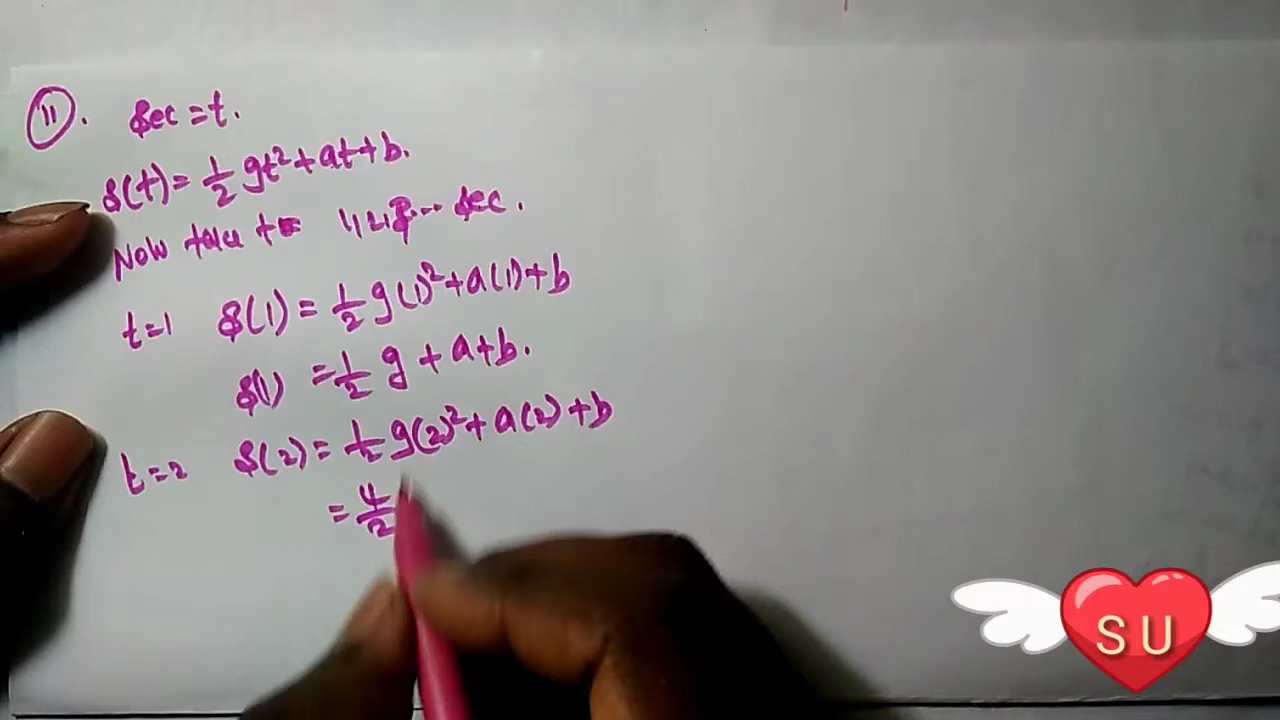 11. Sec = t.
S(t) = 1/2 gt² + at + b.
Now take t = 1, 2, 3... Sec.
t=1 S(1) = 1/2 g(1)² + a(1) + b
S(1) = 1/2 g + a + b.
t=2 S(2) = 1/2 g(2)² + a(2) + b
= 4/2
SU